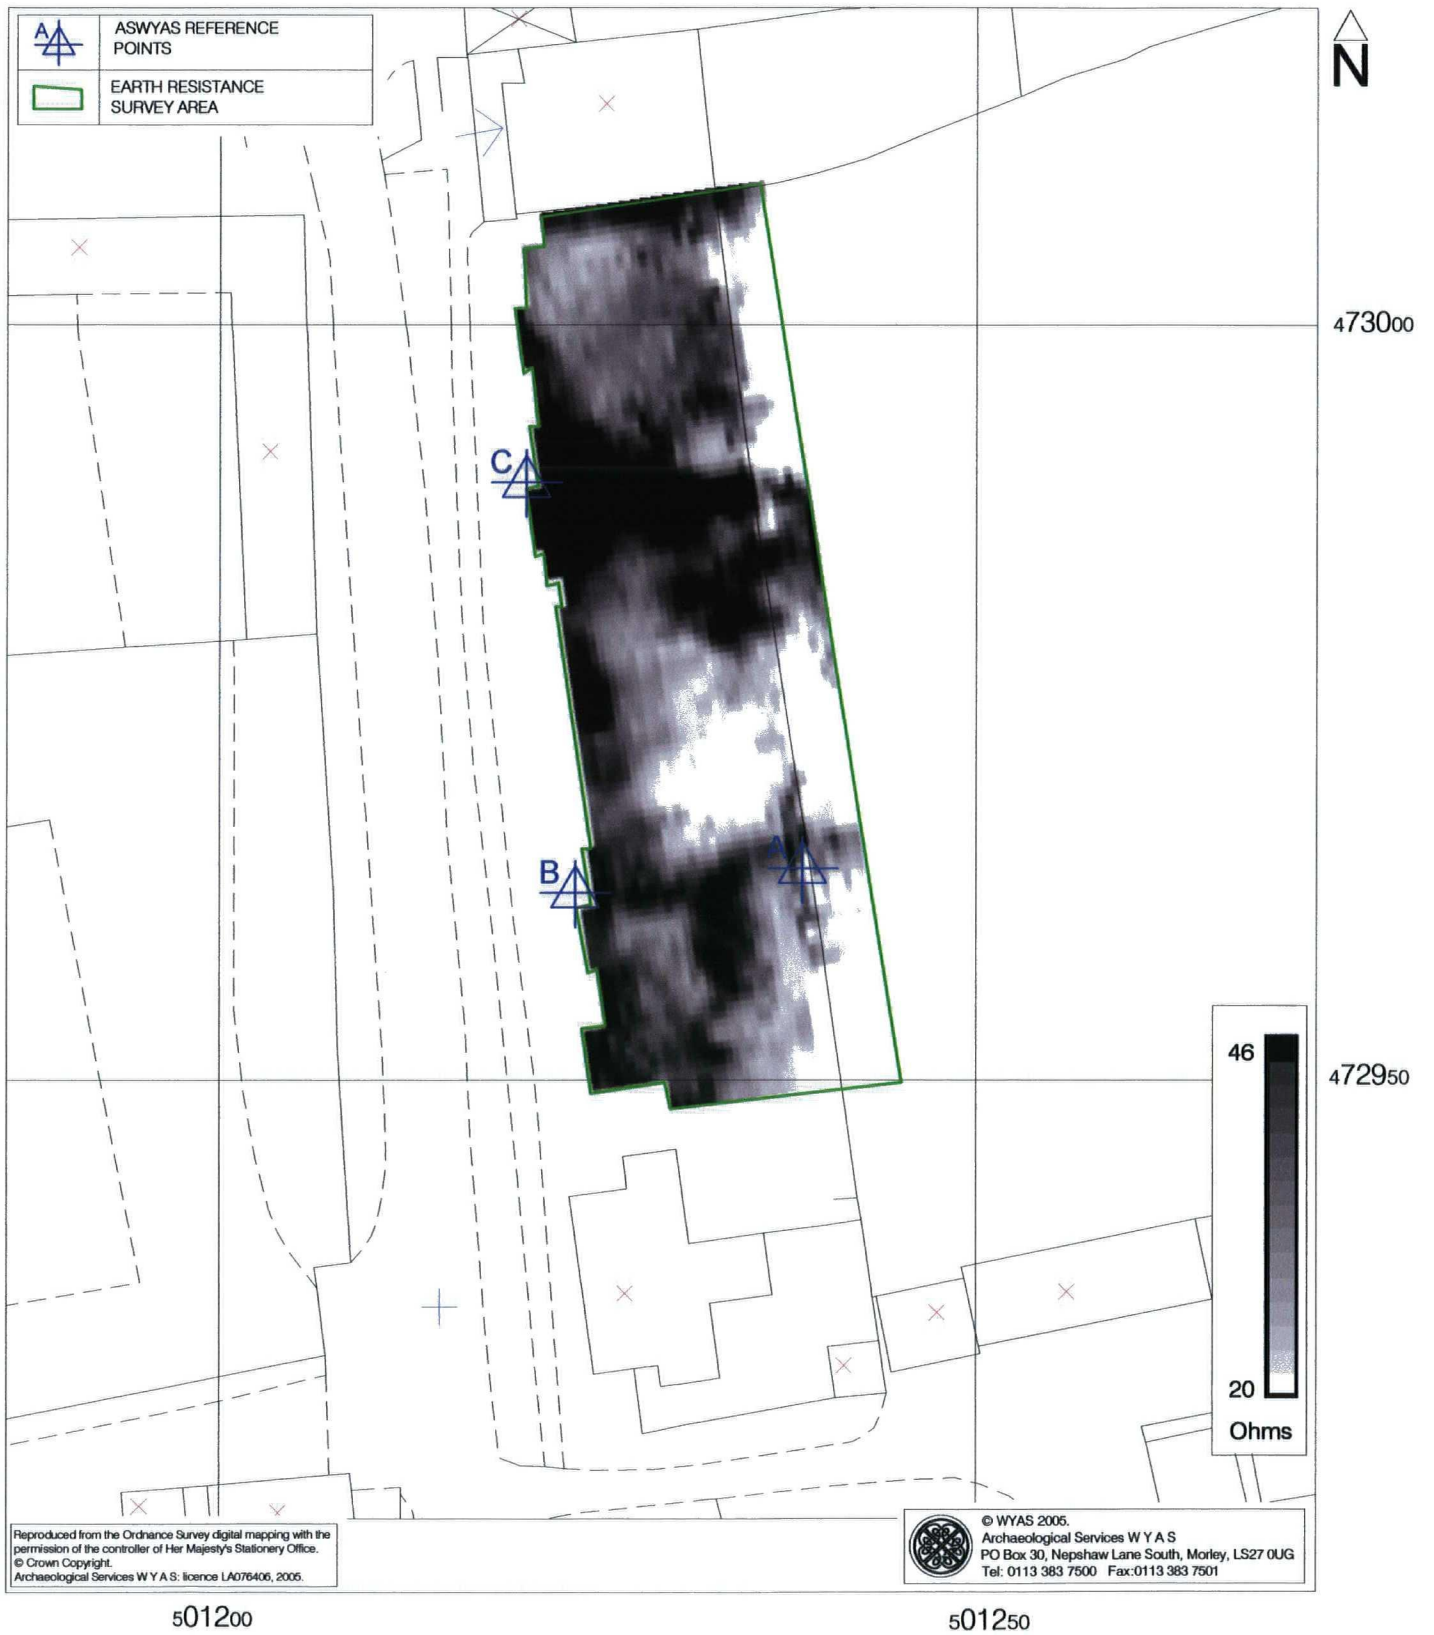 A
ASWYAS REFERENCE
POINTS
EARTH RESISTANCE
SURVEY AREA
N
473000
C
A
B
46
472950
20
Ohms
Reproduced from the Ordnance Survey digital mapping with the
permission of the controller of Her Majesty's Stationery Office.
© Crown Copyright.
Archaeological Services W Y A S: licence LA076406, 2005.
© WYAS 2005.
Archaeological Services W Y A S
PO Box 30, Nepshaw Lane South, Morley, LS27 0UG
Tel: 0113 383 7500 Fax:0113 383 7501
501200
501250